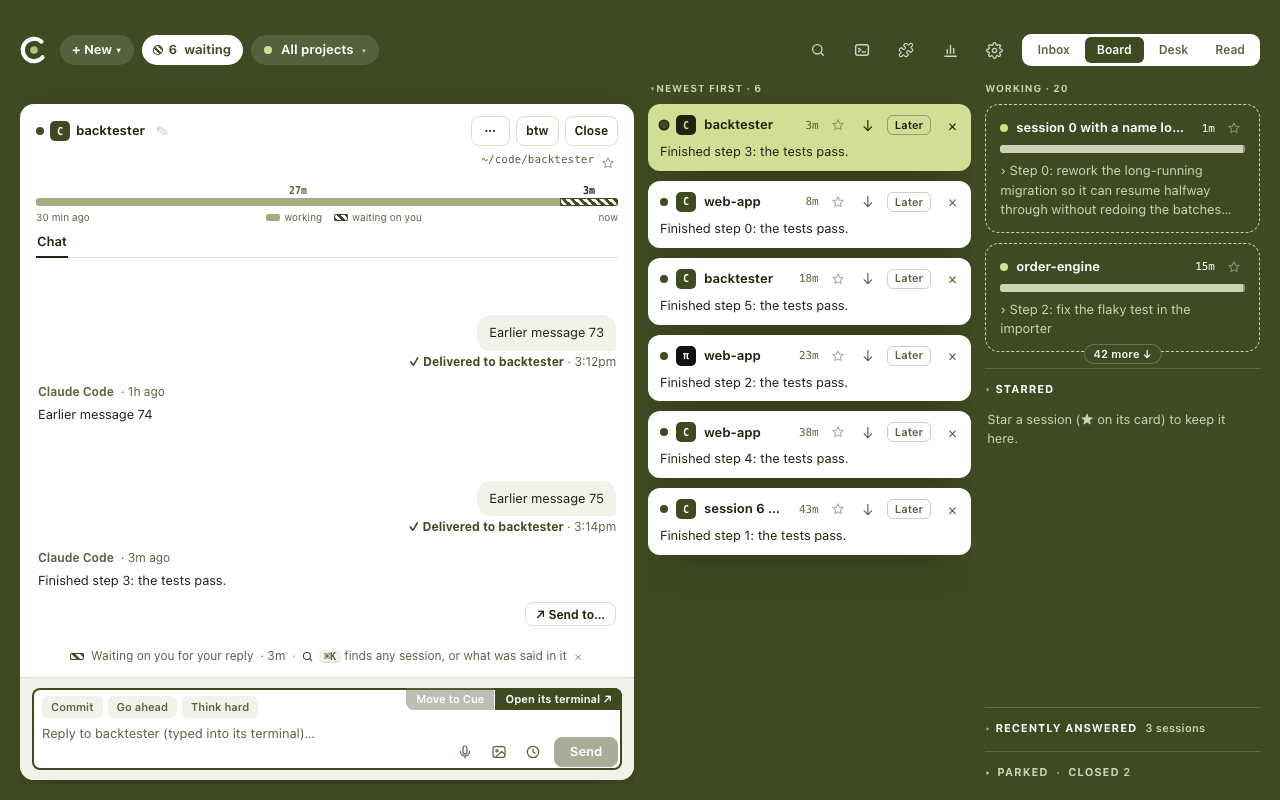 + New ▾
6 waiting
All projects ▾
Inbox
Board
Desk
Read
C backtester
...
btw
Close
~/code/backtester
27m
3m
30 min ago
working
waiting on you
now
Chat
Earlier message 73
✓ Delivered to backtester · 3:12pm
Claude Code · 1h ago
Earlier message 74
Earlier message 75
✓ Delivered to backtester · 3:14pm
Claude Code · 3m ago
Finished step 3: the tests pass.
↗ Send to...
Waiting on you for your reply · 3m · ⌘K finds any session, or what was said in it ×
Commit
Go ahead
Think hard
Move to Cue
Open its terminal ↗
Reply to backtester (typed into its terminal)...
Send
▾ NEWEST FIRST · 6
C backtester 3m ☆ ↓ Later ×
Finished step 3: the tests pass.
C web-app 8m ☆ ↓ Later ×
Finished step 0: the tests pass.
C backtester 18m ☆ ↓ Later ×
Finished step 5: the tests pass.
π web-app 23m ☆ ↓ Later ×
Finished step 2: the tests pass.
C web-app 38m ☆ ↓ Later ×
Finished step 4: the tests pass.
C session 6 ... 43m ☆ ↓ Later ×
Finished step 1: the tests pass.
WORKING · 20
session 0 with a name lo... 1m ☆
› Step 0: rework the long-running
migration so it can resume halfway
through without redoing the batches...
order-engine 15m ☆
› Step 2: fix the flaky test in the
importer
42 more ↓
▾ STARRED
Star a session (★ on its card) to keep it
here.
▸ RECENTLY ANSWERED 3 sessions
▸ PARKED · CLOSED 2